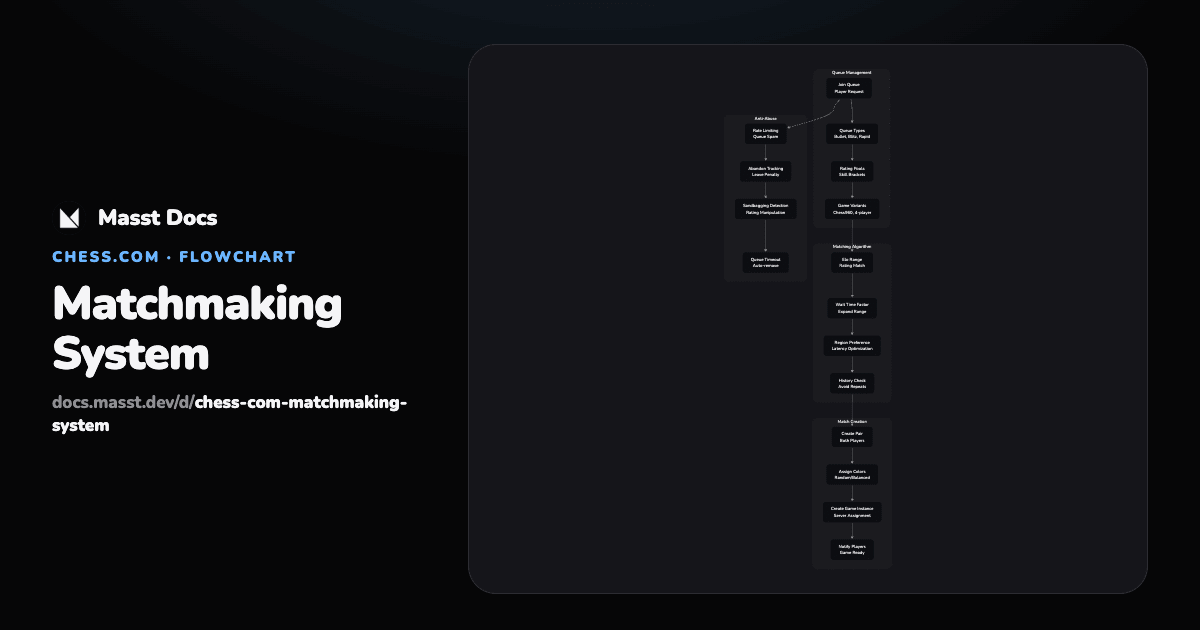 Masst Docs
CHESS.COM · FLOWCHART
Matchmaking
System
docs.masst.dev/d/chess-com-matchmaking-
system
Queue Management
Join Queue
Player Request
Anti-Abuse
Rate Limiting
Queue Spam
Queue Types
Bullet, Blitz, Rapid
Abandon Tracking
Leave Penalty
Rating Pools
Skill Brackets
Sandbagging Detection
Rating Manipulation
Game Variants
Chess960, 4-player
Matching Algorithm
Queue Timeout
Auto-remove
Elo Range
Rating Match
Wait Time Factor
Expand Range
Region Preference
Latency Optimization
History Check
Avoid Repeats
Match Creation
Create Pair
Both Players
Assign Colors
Random/Balanced
Create Game Instance
Server Assignment
Notify Players
Game Ready